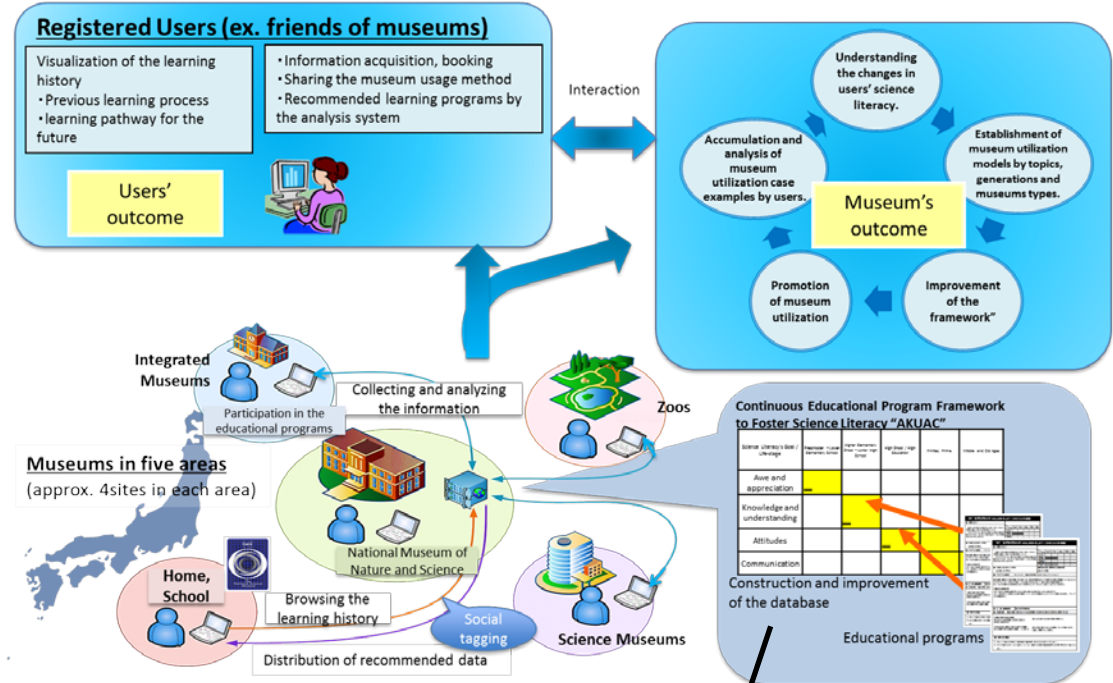 Registered Users (ex. friends of museums)
Visualization of the learning
history
・Previous learning process
・learning pathway for the
future
・Information acquisition, booking
・Sharing the museum usage method
・Recommended learning programs by
the analysis system
Users’
outcome
Interaction
Understanding
the changes in
users’ science
literacy.
Establishment of
museum utilization
models by topics,
generations and
museums types.
Improvement
of the
framework”
Promotion
of museum
utilization
Accumulation and
analysis of
museum
utilization case
examples by users.
Museum’s
outcome
Integrated
Museums
Participation in the
educational programs
Collecting and analyzing
the information
Zoos
Museums in five areas
(approx. 4sites in each area)
National Museum of
Nature and Science
Home,
School
Browsing the
learning history
Social
tagging
Science Museums
Distribution of recommended data
Continuous Educational Program Framework
to Foster Science Literacy “AKUAC”
Awe and
appreciation
Knowledge and
understanding
Attitudes
Communication
Construction and improvement
of the database
Educational programs